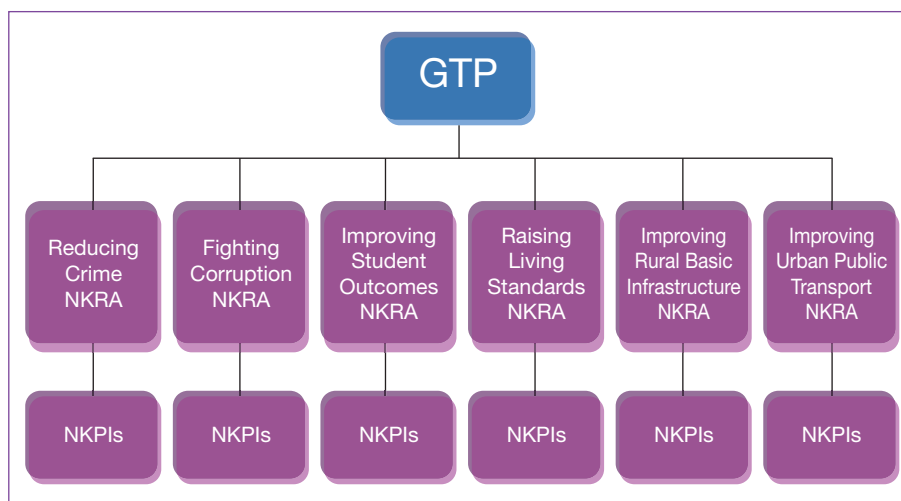 GTP
Reducing
Crime
NKRA
Fighting
Corruption
NKRA
Improving
Student
Outcomes
NKRA
Raising
Living
Standards
NKRA
Improving
Rural Basic
Infrastructure
NKRA
Improving
Urban Public
Transport
NKRA
NKPIs
NKPIs
NKPIs
NKPIs
NKPIs
NKPIs